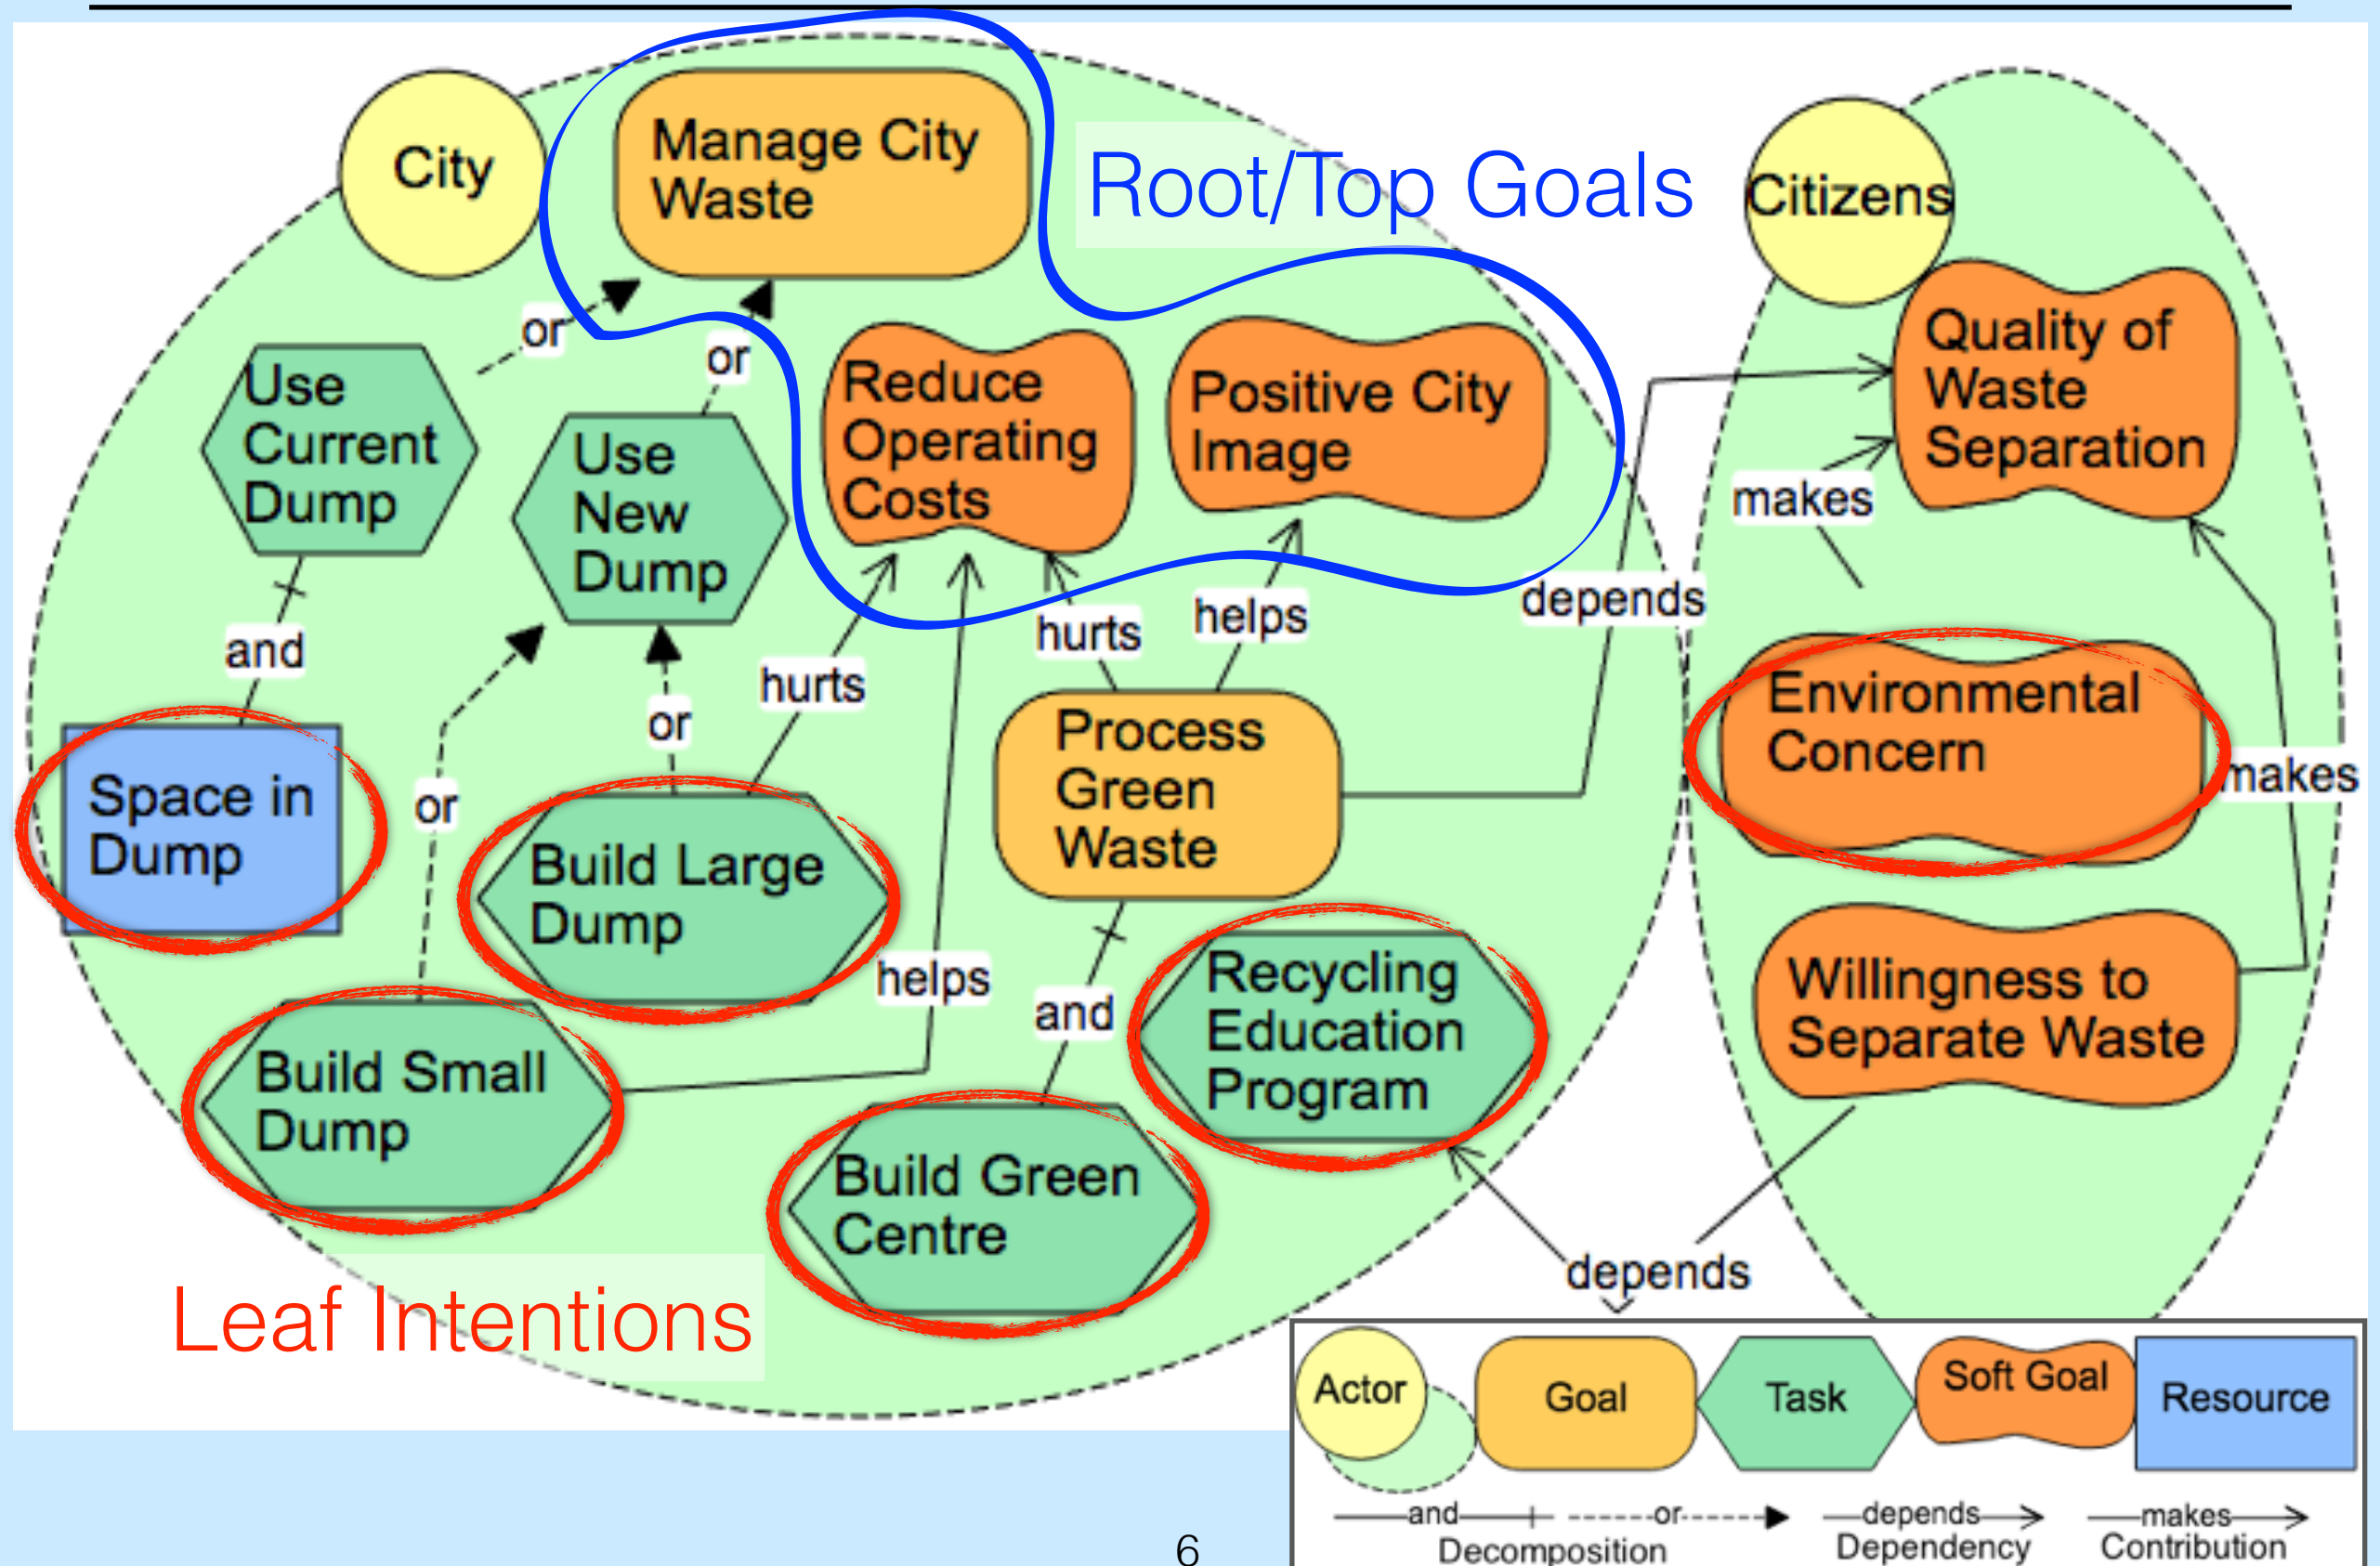 City
Manage City
Waste
Root/Top Goals
Citizens
or
or
Use
Current
Dump
Use
New
Dump
Reduce
Operating
Costs
Positive City
Image
Quality of
Waste
Separation
makes
and
hurts
hurts
helps
depends
or
or
Space in
Dump
Build Large
Dump
Process
Green
Waste
Environmental
Concern
makes
helps
and
Recycling
Education
Program
Willingness to
Separate Waste
Build Small
Dump
Build Green
Centre
depends
Leaf Intentions
Actor
Goal
Task
Soft Goal
Resource
and
or
depends
makes
Decomposition
Dependency
Contribution
6